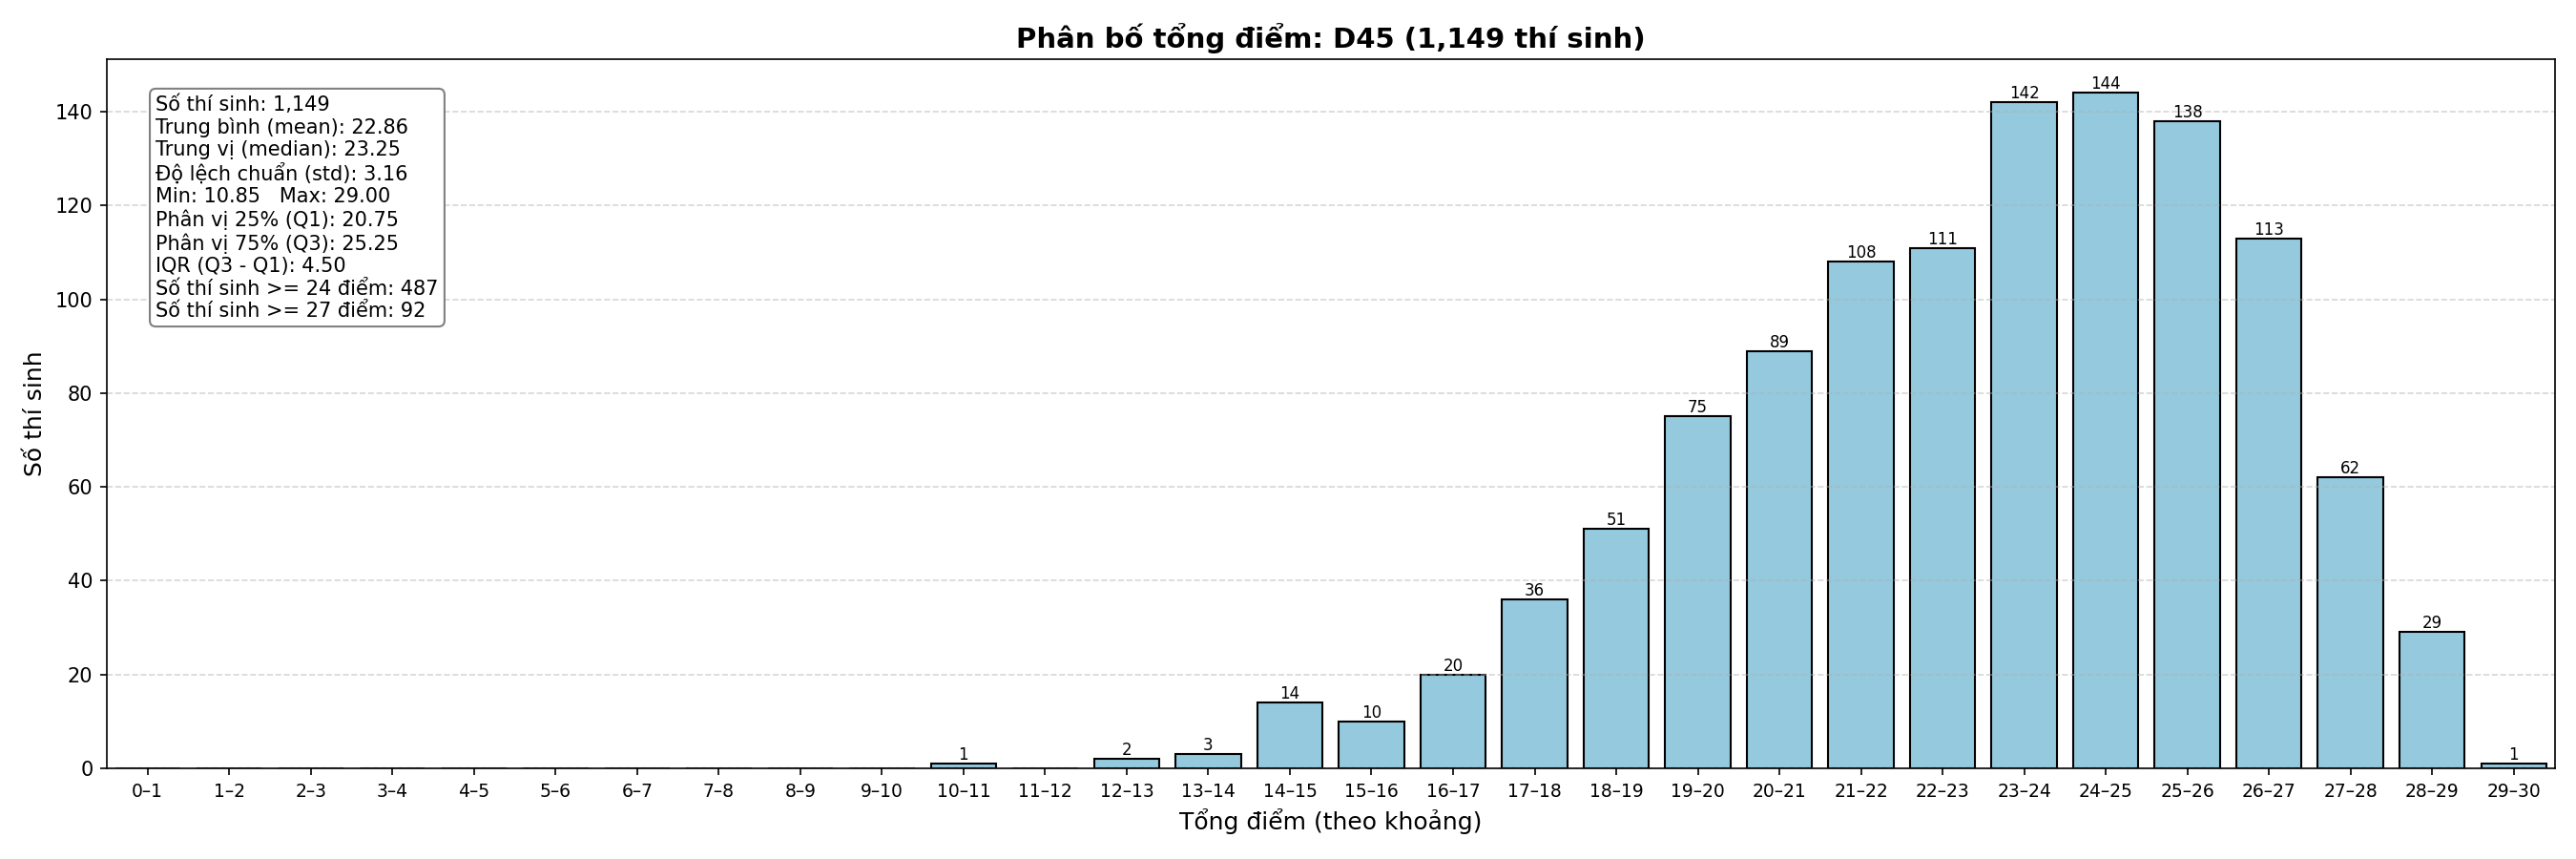 Phân bố tổng điểm: D45 (1,149 thí sinh)
Số thí sinh: 1,149
Trung bình (mean): 22.86
Trung vị (median): 23.25
Độ lệch chuẩn (std): 3.16
Min: 10.85   Max: 29.00
Phân vị 25% (Q1): 20.75
Phân vị 75% (Q3): 25.25
IQR (Q3 - Q1): 4.50
Số thí sinh >= 24 điểm: 487
Số thí sinh >= 27 điểm: 92
Số thí sinh
140
120
100
80
60
40
20
0
1
2
3
14
10
20
36
51
75
89
108
111
142
144
138
113
62
29
1
0–1 1–2 2–3 3–4 4–5 5–6 6–7 7–8 8–9 9–10 10–11 11–12 12–13 13–14 14–15 15–16 16–17 17–18 18–19 19–20 20–21 21–22 22–23 23–24 24–25 25–26 26–27 27–28 28–29 29–30
Tổng điểm (theo khoảng)